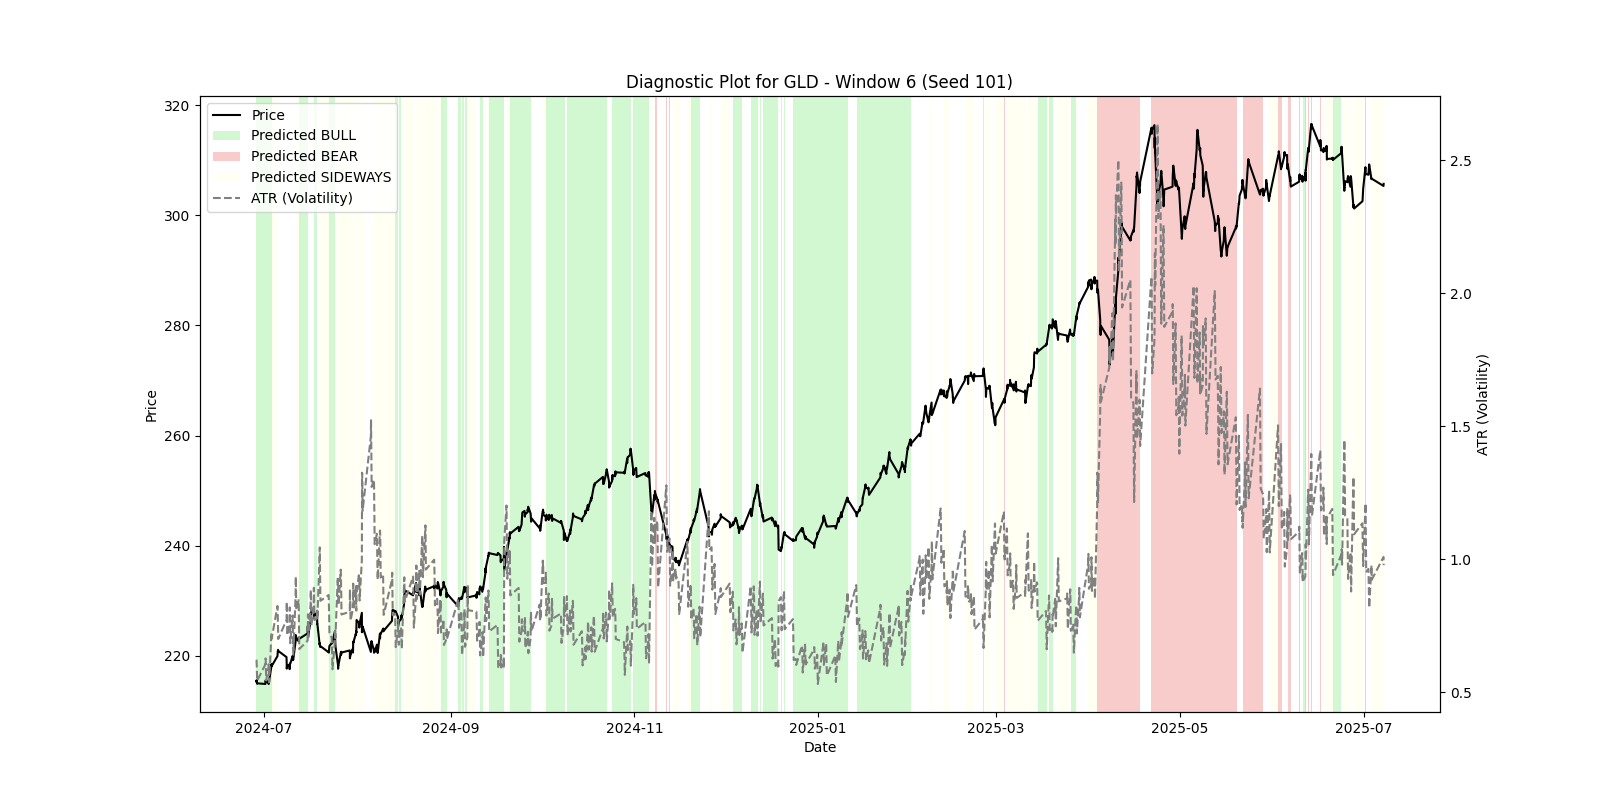 Diagnostic Plot for GLD - Window 6 (Seed 101)
Price
Predicted BULL
Predicted BEAR
Predicted SIDEWAYS
ATR (Volatility)
320
300
280
260
240
220
Price
2.5
2.0
1.5
1.0
0.5
ATR (Volatility)
2024-07
2024-09
2024-11
2025-01
2025-03
2025-05
2025-07
Date